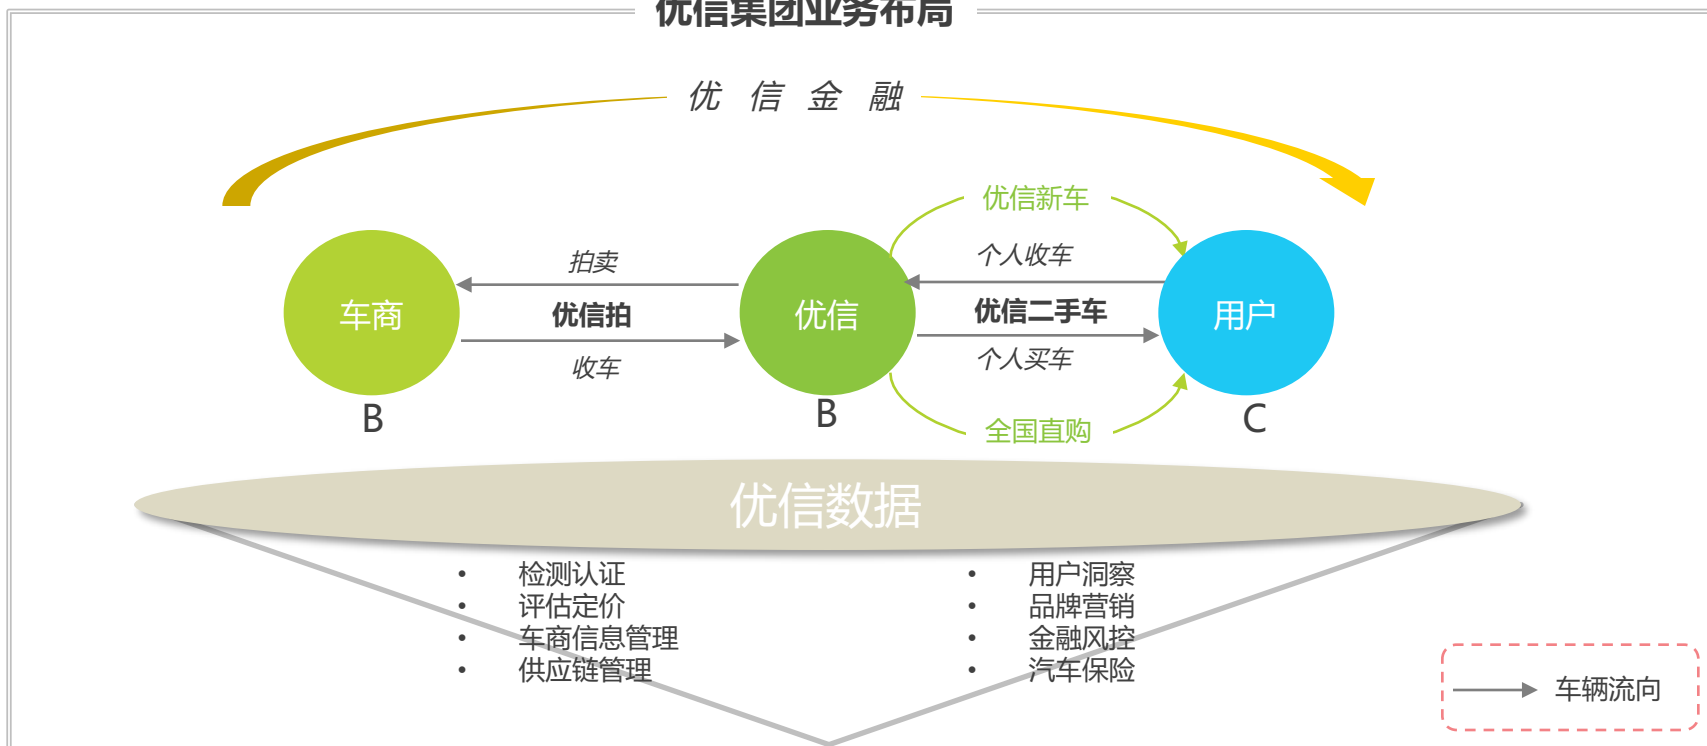 优信集团业务布局
优信金融
优信新车
拍卖
个人收车
车商
优信拍
优信
优信二手车
用户
收车
个人买车
B
B
C
全国直购
优信数据
• 检测认证
• 评估定价
• 车商信息管理
• 供应链管理
• 用户洞察
• 品牌营销
• 金融风控
• 汽车保险
车辆流向